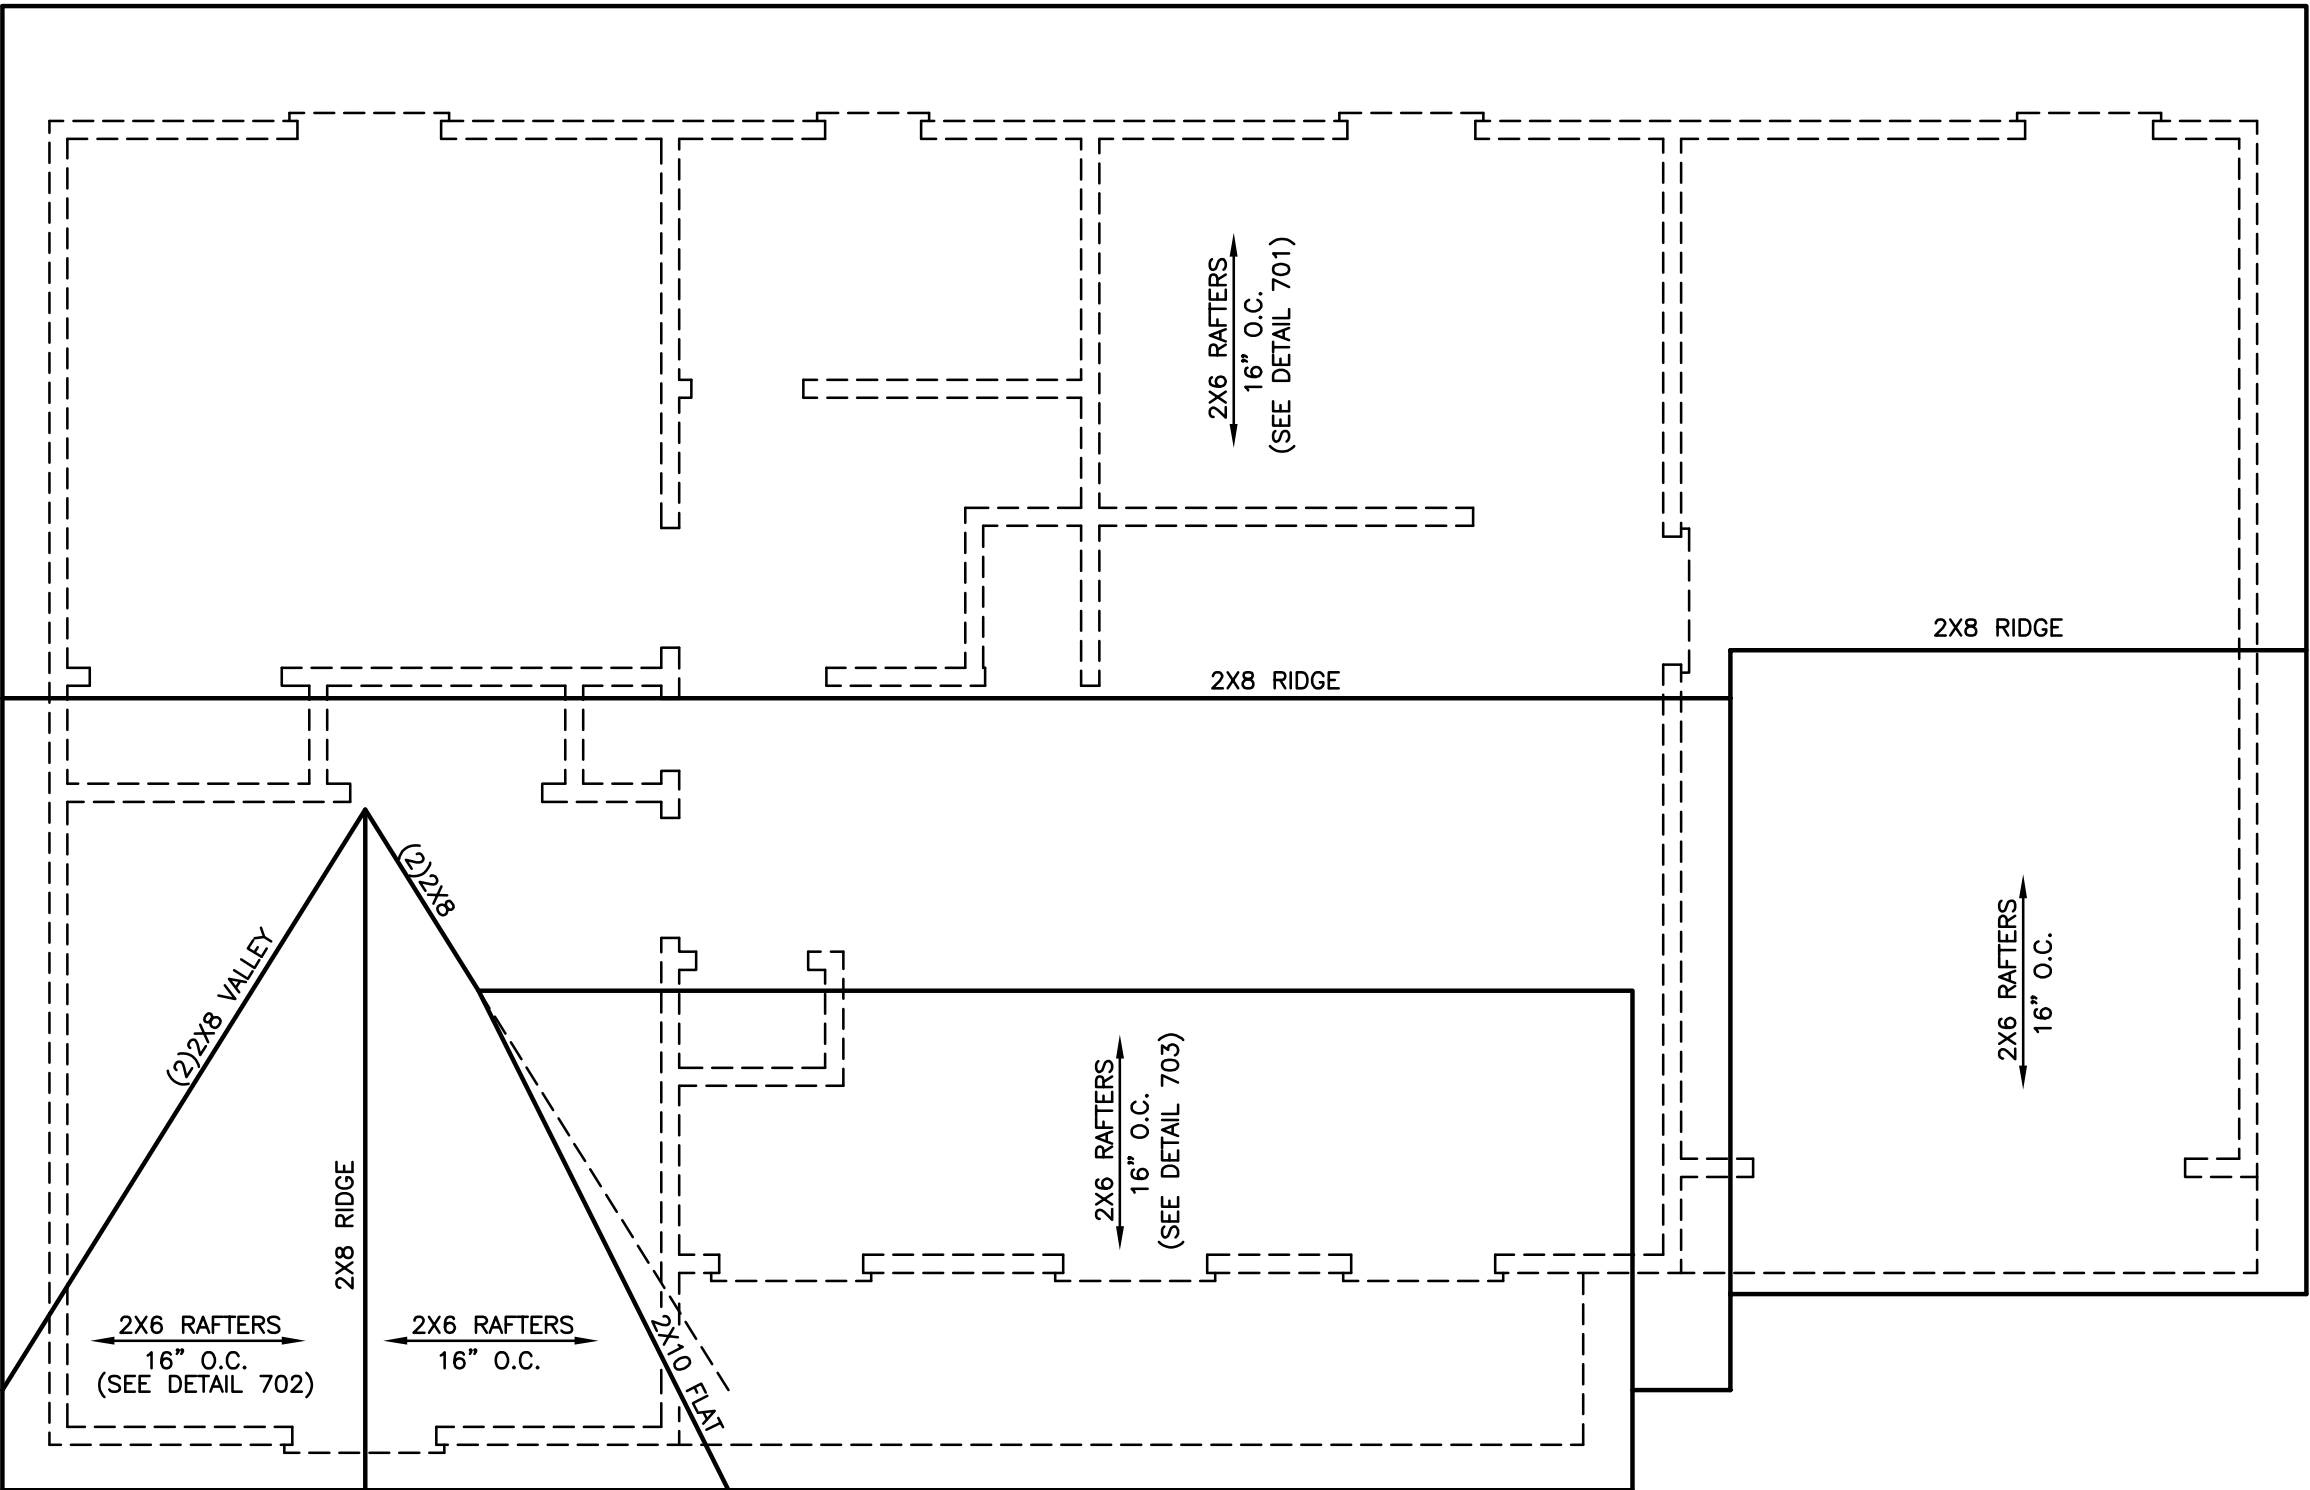 2X6 RAFTERS
16" O.C.
(SEE DETAIL 701)
2X8 RIDGE
2X8 RIDGE
(2)2X8
(2)2X8 VALLEY
2X6 RAFTERS
16" O.C.
2X6 RAFTERS
16" O.C.
(SEE DETAIL 703)
2X8 RIDGE
2X6 RAFTERS
16" O.C.
(SEE DETAIL 702)
2X6 RAFTERS
16" O.C.
2X10 FLAT